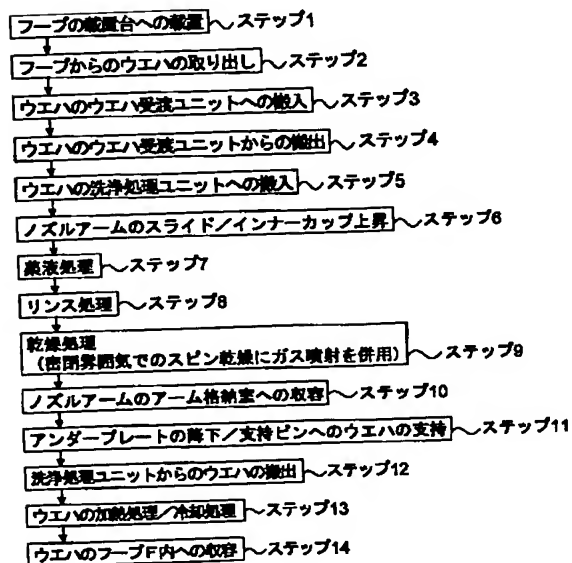 フープの載置台への載置 ステップ1
フープからのウエハの取り出し ステップ2
ウエハのウエハ受渡ユニットへの搬入 ステップ3
ウエハのウエハ受渡ユニットからの搬出 ステップ4
ウエハの洗浄処理ユニットへの搬入 ステップ5
ノズルアームのスライド/インナーカップ上昇 ステップ6
薬液処理 ステップ7
リンス処理 ステップ8
乾燥処理
(密閉雰囲気でのスピン乾燥にガス噴射を併用) ステップ9
ノズルアームのアーム格納室への収容 ステップ10
アンダープレートの降下/支持ピンへのウエハの支持 ステップ11
洗浄処理ユニットからのウエハの搬出 ステップ12
ウエハの加熱処理/冷却処理 ステップ13
ウエハのフープF内への収容 ステップ14